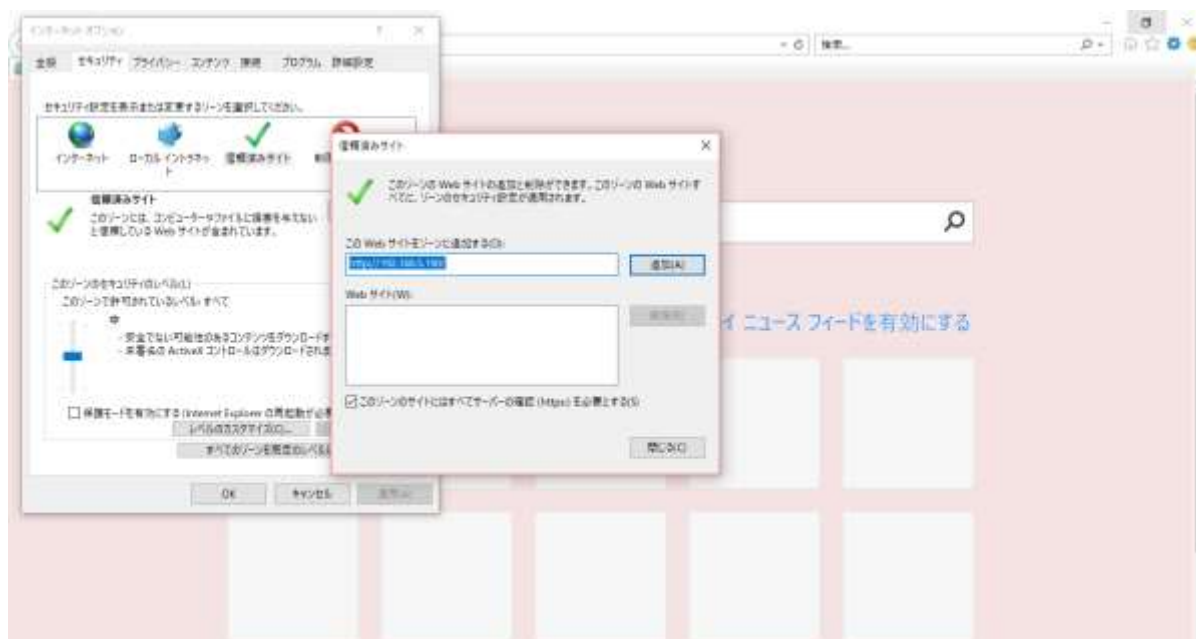 インターネット オプション
? ×
全般 セキュリティ プライバシー コンテンツ 接続 プログラム 詳細設定
セキュリティ設定を表示または変更するゾーンを選択してください。
インターネット
ローカル イントラネッ
ト
信頼済みサイト
信頼済みサイト
このゾーンには、コンピューターやファイルに損害を与えない
と信頼している Web サイトが含まれています。
このゾーンのセキュリティのレベル(L)
このゾーンで許可されているレベル: すべて
中
- 安全でない可能性のあるコンテンツをダウンロードす
- 未署名の ActiveX コントロールはダウンロードされま
保護モードを有効にする (Internet Explorer の再起動が必要
レベルのカスタマイズ(C)...
すべてのゾーンを既定のレベル
OK
キャンセル
適用(A)
信頼済みサイト
×
このゾーンの Web サイトの追加と削除ができます。このゾーンの Web サイトす
べてに、ゾーンのセキュリティ設定が適用されます。
この Web サイトをゾーンに追加する(D):
追加(A)
Web サイト(W):
削除(R)
このゾーンのサイトにはすべてサーバーの確認 (https:) を必要とする(S)
閉じる(C)
検索...
イ ニュース フィードを有効にする